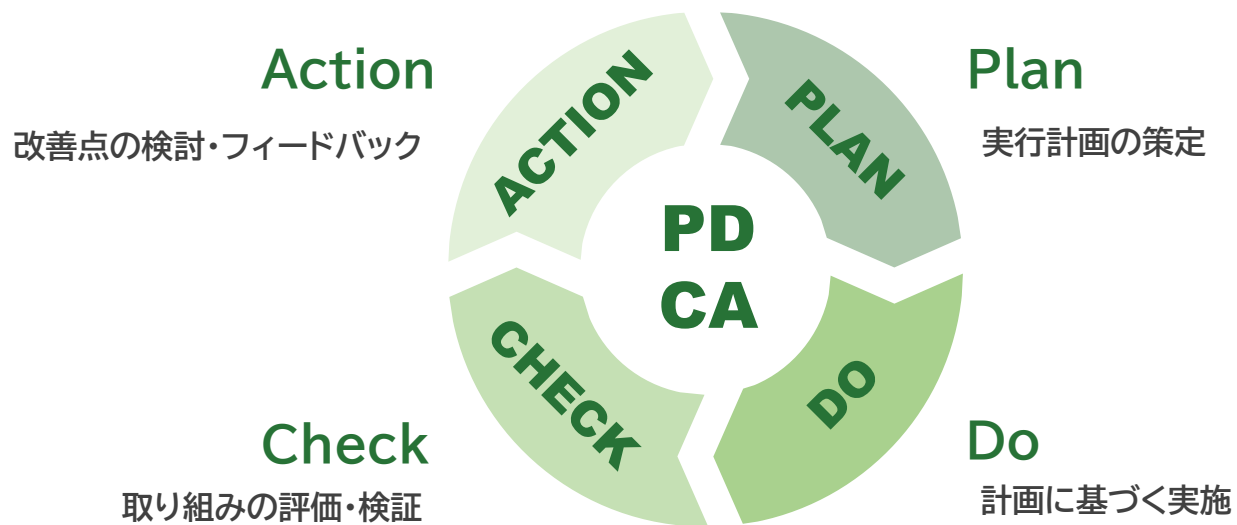 Action
改善点の検討・フィードバック
Plan
実行計画の策定
ACTION
PLAN
PD
CA
CHECK
DO
Check
取り組みの評価・検証
Do
計画に基づく実施